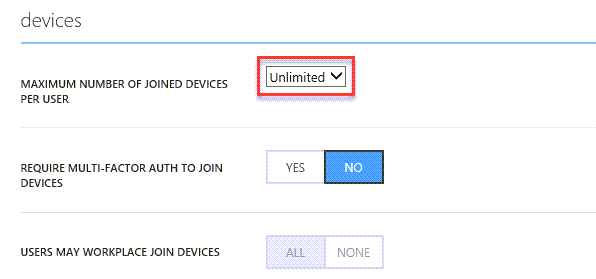 devices
MAXIMUM NUMBER OF JOINED DEVICES
PER USER
Unlimited
REQUIRE MULTI-FACTOR AUTH TO JOIN
DEVICES
YES NO
USERS MAY WORKPLACE JOIN DEVICES
ALL NONE